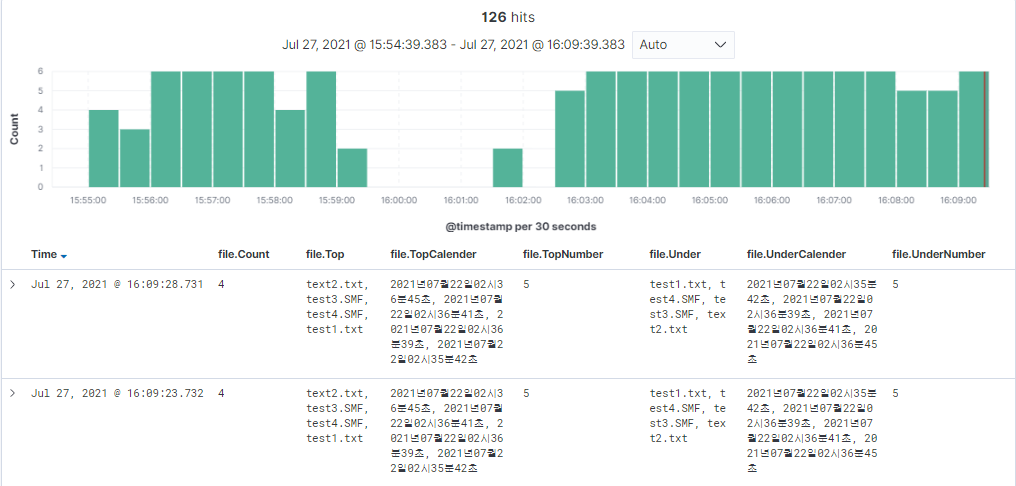 126 hits
Jul 27, 2021 @ 15:54:39.383 - Jul 27, 2021 @ 16:09:39.383 Auto
Count
6
5
4
3
2
1
0
15:55:00 15:56:00 15:57:00 15:58:00 15:59:00 16:00:00 16:01:00 16:02:00 16:03:00 16:04:00 16:05:00 16:06:00 16:07:00 16:08:00 16:09:00
@timestamp per 30 seconds
Time file.Count file.Top file.TopCalender file.TopNumber file.Under file.UnderCalender file.UnderNumber
Jul 27, 2021 @ 16:09:28.731 4 text2.txt, 2021년07월22일02시3 5 test1.txt, t 2021년07월22일02시35분 5
test3.SMF, 6분45초, 2021년07월 est4.SMF, te 42초, 2021년07월22일0
test4.SMF, 22일02시36분41초, 2 st3.SMF, tex 2시36분39초, 2021년07
test1.txt 021년07월22일02시36 t2.txt 월22일02시36분41초, 20
분39초, 2021년07월2 21년07월22일02시36분45
2일02시35분42초 초
Jul 27, 2021 @ 16:09:23.732 4 text2.txt, 2021년07월22일02시3 5 test1.txt, t 2021년07월22일02시35분 5
test3.SMF, 6분45초, 2021년07월 est4.SMF, te 42초, 2021년07월22일0
test4.SMF, 22일02시36분41초, 2 st3.SMF, tex 2시36분39초, 2021년07
test1.txt 021년07월22일02시36 t2.txt 월22일02시36분41초, 20
분39초, 2021년07월2 21년07월22일02시36분45
2일02시35분42초 초